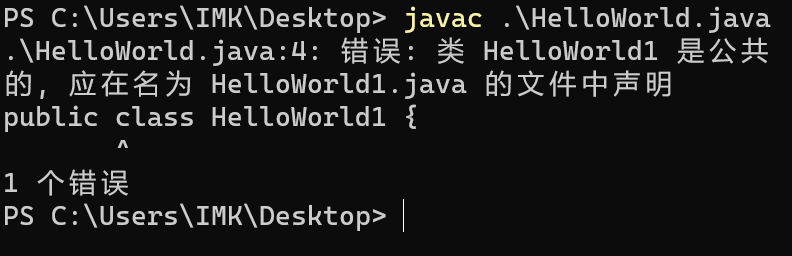 PS C:\Users\IMK\Desktop> javac .\HelloWorld.java
.\HelloWorld.java:4: 错误: 类 HelloWorld1 是公共
的, 应在名为 HelloWorld1.java 的文件中声明
public class HelloWorld1 {
       ^
1 个错误
PS C:\Users\IMK\Desktop>